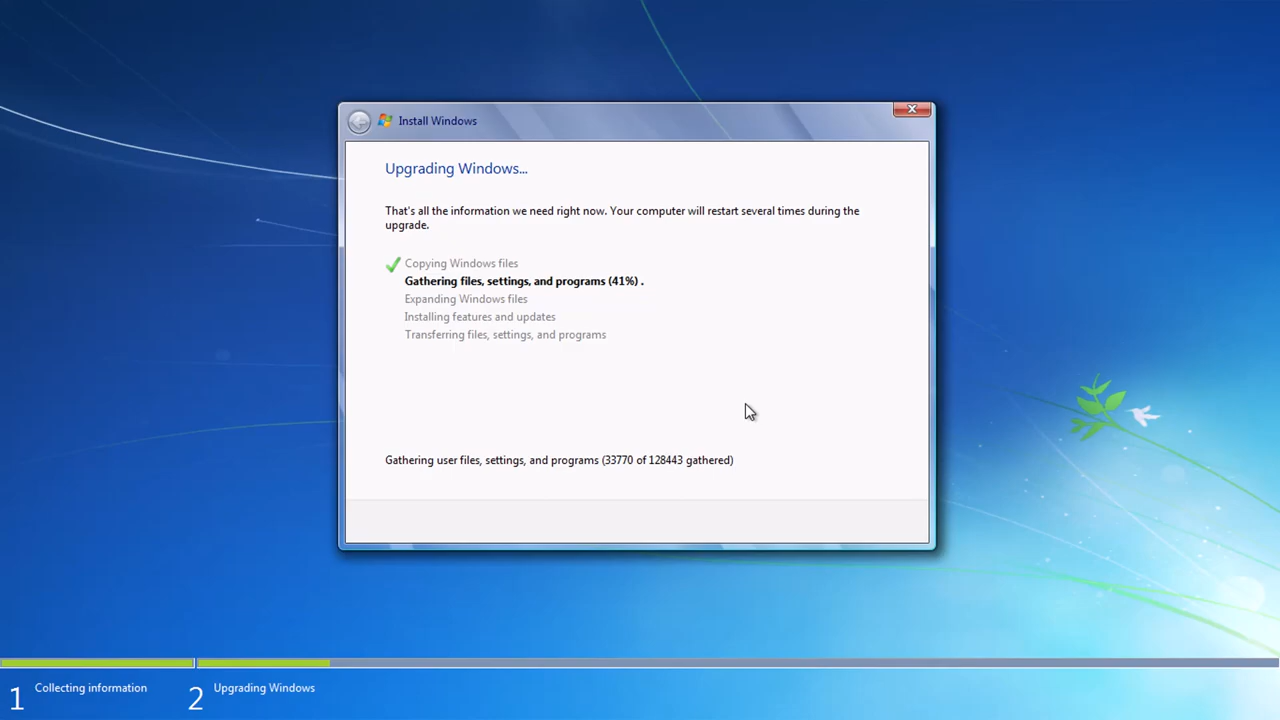 Install Windows
Upgrading Windows...
That's all the information we need right now. Your computer will restart several times during the
upgrade.
Copying Windows files
Gathering files, settings, and programs (41%) .
Expanding Windows files
Installing features and updates
Transferring files, settings, and programs
Gathering user files, settings, and programs (33770 of 128443 gathered)
1 Collecting information
2 Upgrading Windows